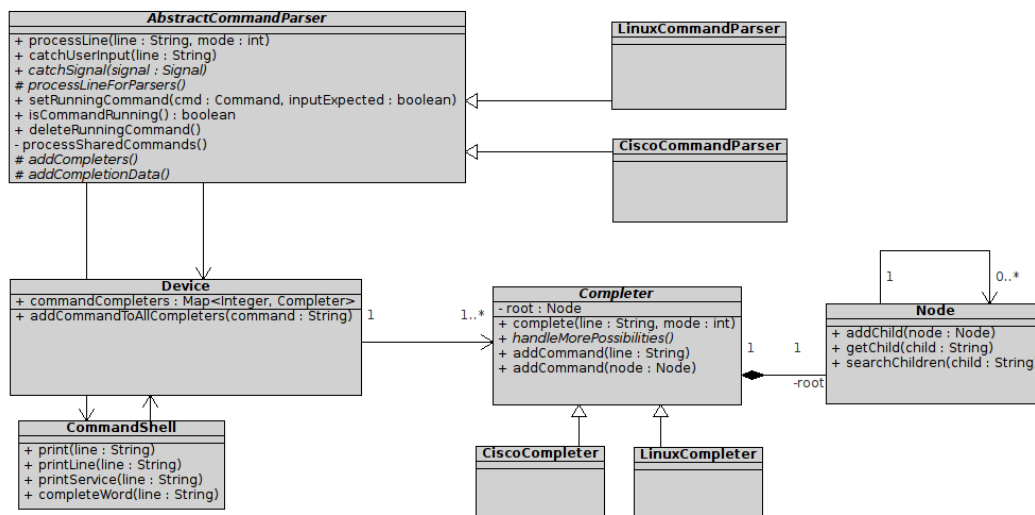 AbstractCommandParser
+ processLine(line : String, mode : int)
+ catchUserInput(line : String)
+ catchSignal(signal : Signal)
# processLineForParsers()
+ setRunningCommand(cmd : Command, inputExpected : boolean)
+ isCommandRunning() : boolean
+ deleteRunningCommand()
- processSharedCommands()
# addCompleters()
# addCompletionData()
LinuxCommandParser
CiscoCommandParser
Device
+ commandCompleters : Map<Integer, Completer>
+ addCommandToAllCompleters(command : String)
1
1..*
Completer
- root : Node
+ complete(line : String, mode : int)
+ handleMorePossibilities()
+ addCommand(line : String)
+ addCommand(node : Node)
1
1
-root
1
0..*
Node
+ addChild(node : Node)
+ getChild(child : String)
+ searchChildren(child : String
CommandShell
+ print(line : String)
+ printLine(line : String)
+ printService(line : String)
+ completeWord(line : String)
CiscoCompleter
LinuxCompleter